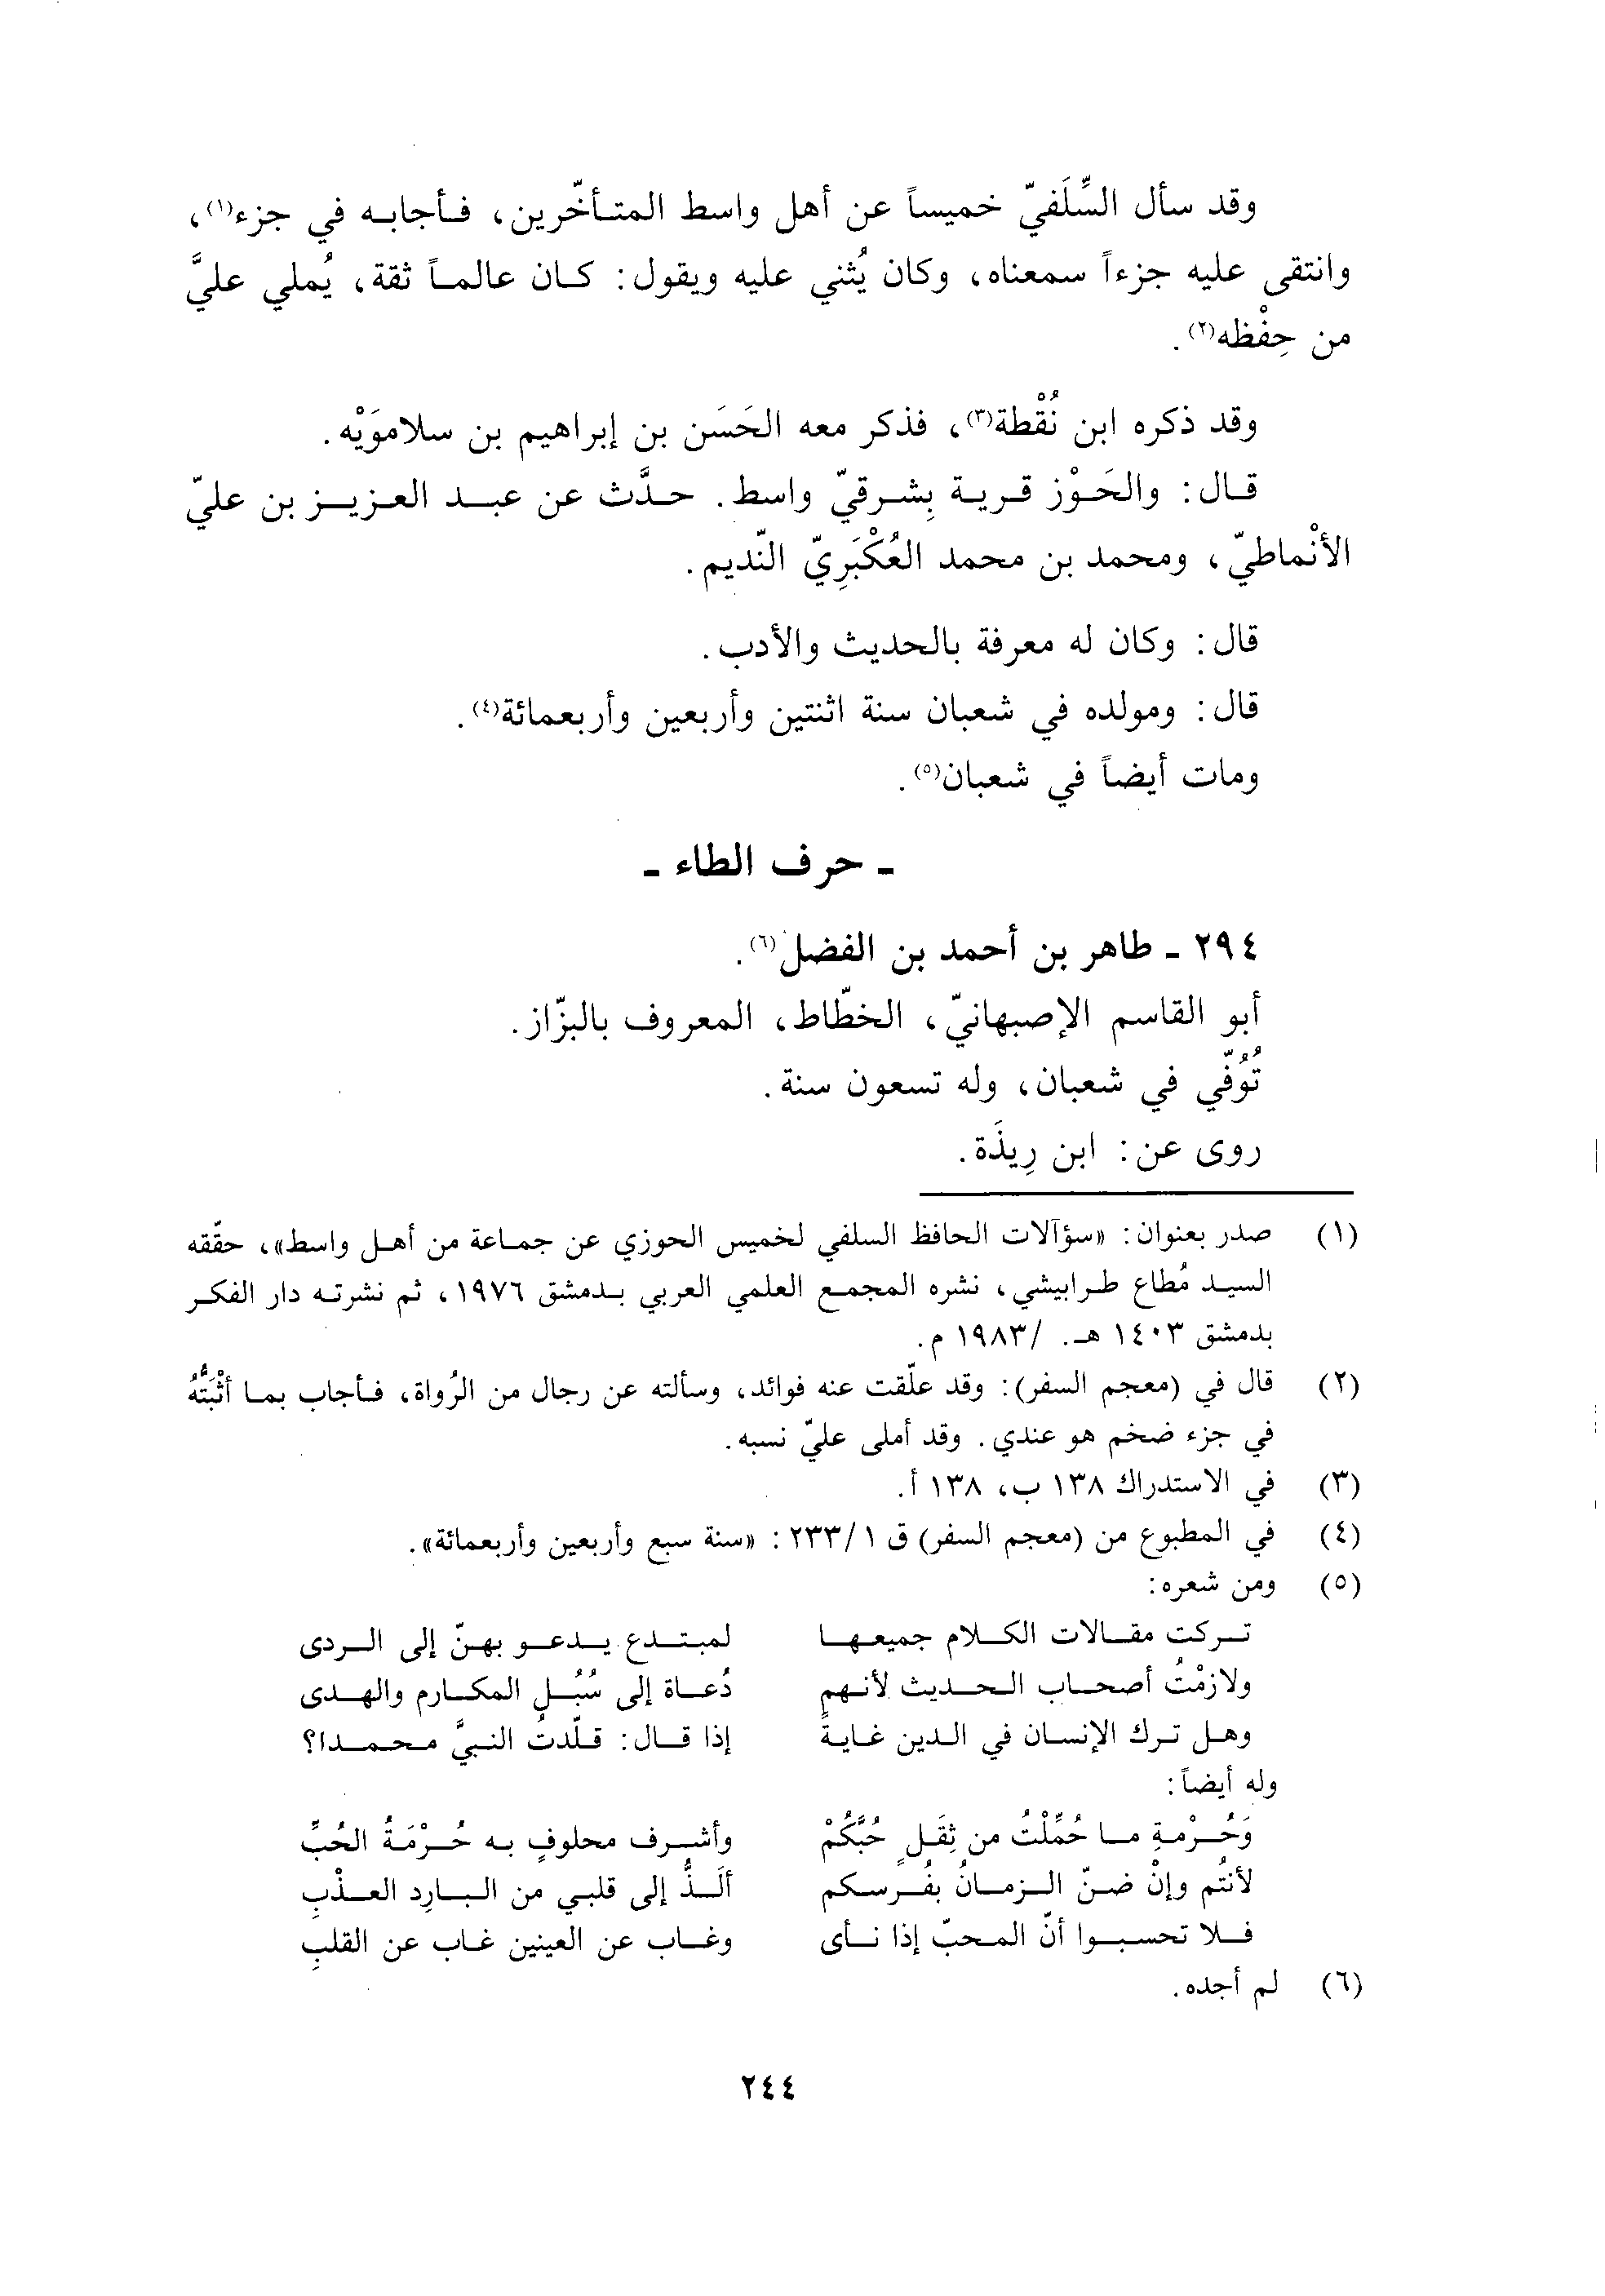 وقد سأل السِّلَفيّ خميساً عن أهل واسط المتأخّرين، فأجابه في جزء(١)،
وانتقى عليه جزءاً سمعناه، وكان يُثني عليه ويقول: كان عالماً ثقة، يُملي عليَّ
من حِفْظه(٢).
وقد ذكره ابن نُقْطة(٣)، فذكر معه الحَسَن بن إبراهيم بن سلاموَيْه.
قال: والحَوْز قرية بِشرقيّ واسط. حدَّث عن عبد العزيز بن عليّ
الأنْماطيّ، ومحمد بن محمد العُكْبَرِيّ النّديم.
قال: وكان له معرفة بالحديث والأدب.
قال: ومولده في شعبان سنة اثنتين وأربعين وأربعمائة(٤).
ومات أيضاً في شعبان(٥).
ـ حرف الطاء ـ
٢٩٤ ـ طاهر بن أحمد بن الفضل(٦).
أبو القاسم الإصبهانيّ، الخطّاط، المعروف بالبزّاز.
تُوُفّي في شعبان، وله تسعون سنة.
روى عن: ابن رِيذَة.
(١) صدر بعنوان: «سؤآلات الحافظ السلفي لخميس الحوزي عن جماعة من أهل واسط»، حقّقه
السيد مُطاع طرابيشي، نشره المجمع العلمي العربي بدمشق ١٩٧٦، ثم نشرته دار الفكر
بدمشق ١٤٠٣ هـ. /١٩٨٣ م.
(٢) قال في (معجم السفر): وقد علّقت عنه فوائد، وسألته عن رجال من الرُواة، فأجاب بما أثْبَتُّهُ
في جزء ضخم هو عندي. وقد أملى عليّ نسبه.
(٣) في الاستدراك ١٣٨ ب، ١٣٨ أ.
(٤) في المطبوع من (معجم السفر) ق ١/٢٣٣: «سنة سبع وأربعين وأربعمائة».
(٥) ومن شعره:
تركت مقالات الكلام جميعها لمبتدع يدعو بهنّ إلى الردى
ولازمْتُ أصحاب الحديث لأنهم دُعاة إلى سُبُل المكارم والهدى
وهل ترك الإنسان في الدين غايةً إذا قال: قلّدتُ النبيَّ محمدا؟
وله أيضاً:
وَحُرْمةِ ما حُمِّلْتُ من ثِقَلِ حُبَّكُمْ وأشرف محلوفٍ به حُرْمَةُ الحُبِّ
لأنتُم وإنْ ضنّ الزمانُ بفُرسكم ألَذُّ إلى قلبي من البارِد العذْبِ
فلا تحسبوا أنّ المحبّ إذا نأى وغاب عن العينين غاب عن القلبِ
(٦) لم أجده.
٢٤٤